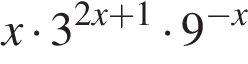 x · 3^{2x+1} · 9^{−x}